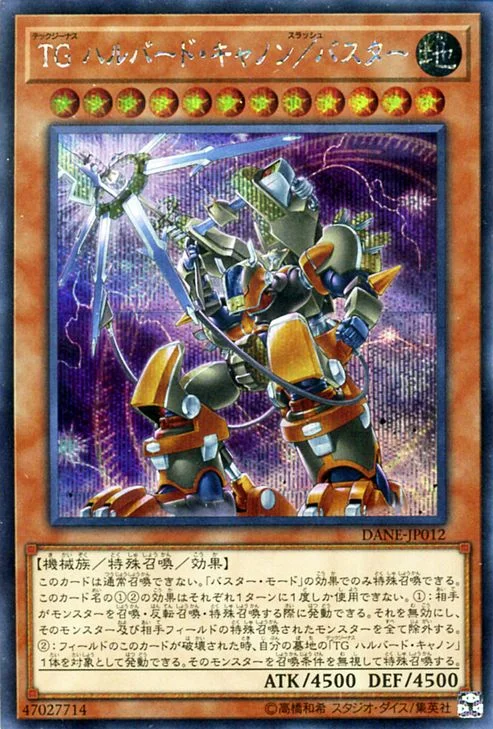 テックジーナス スラッシュ
TG ハルバード・キャノン／バスター 地
DANE-JP012
【機械族／特殊召喚／効果】
このカードは通常召喚できない。「バスター・モード」の効果でのみ特殊召喚できる。
このカード名の①②の効果はそれぞれ１ターンに１度しか使用できない。①：相手
がモンスターを召喚・反転召喚・特殊召喚する際に発動できる。それを無効にし、
そのモンスター及び相手フィールドの特殊召喚されたモンスターを全て除外する。
②：フィールドのこのカードが破壊された時、自分の墓地の「TG ハルバード・キャノン」
１体を対象として発動できる。そのモンスターを召喚条件を無視して特殊召喚する。
ATK/4500 DEF/4500
47027714 ©高橋和希 スタジオ・ダイス/集英社